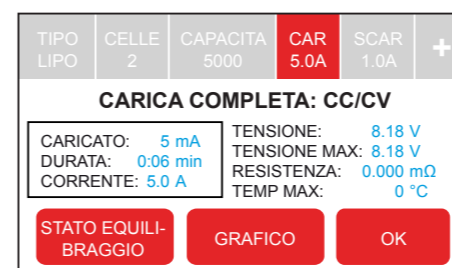 TIPO LIPO
CELLE 2
CAPACITA 5000
CAR 5.0A
SCAR 1.0A
+
CARICA COMPLETA: CC/CV
CARICATO: 5 mA
DURATA: 0:06 min
CORRENTE: 5.0 A
TENSIONE: 8.18 V
TENSIONE MAX: 8.18 V
RESISTENZA: 0.000 mΩ
TEMP MAX: 0 °C
STATO EQUILI-
BRAGGIO
GRAFICO
OK